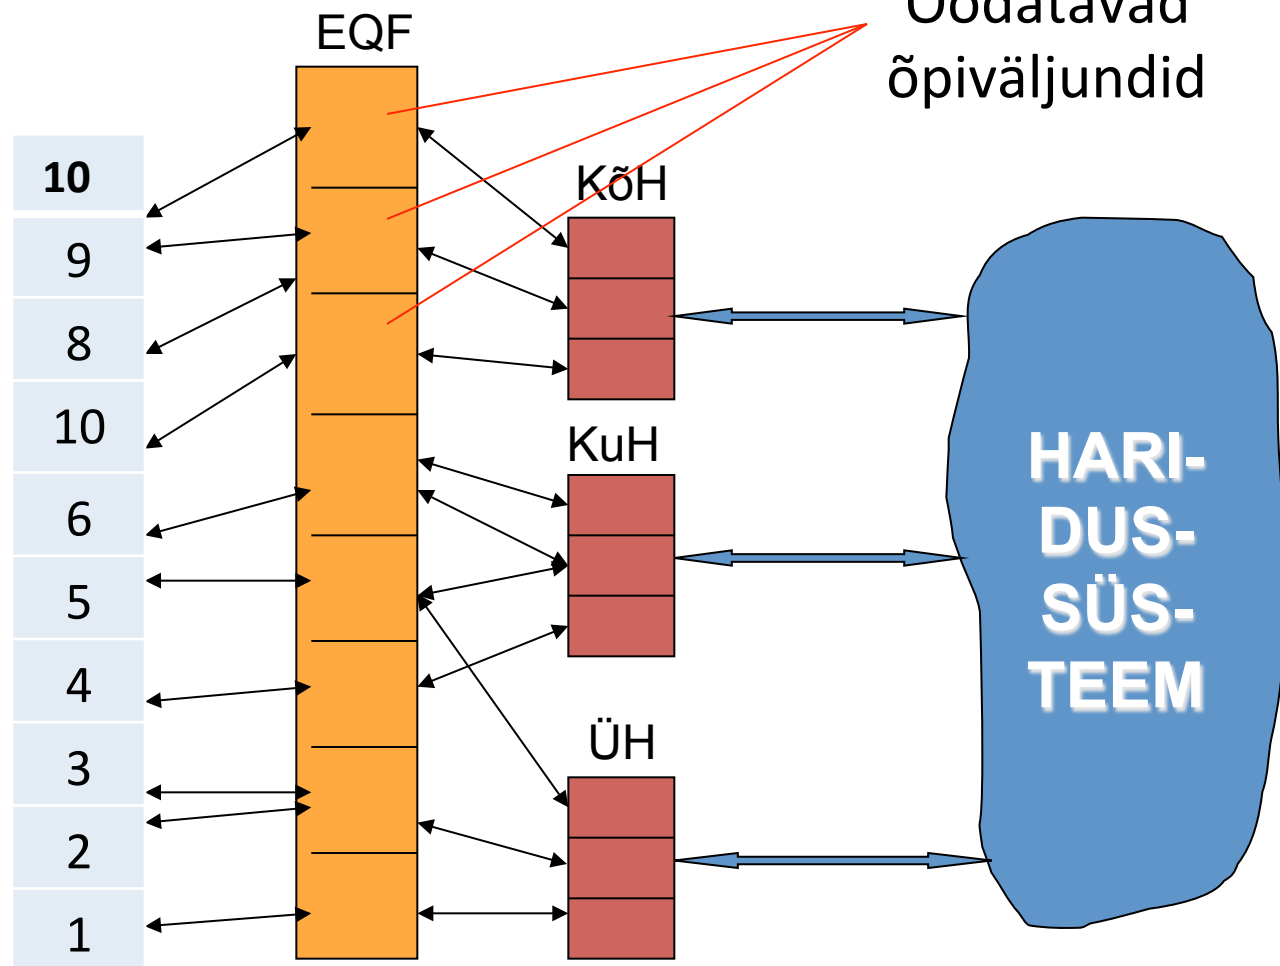 Oodatavad
õpiväljundid
EQF
10
9
8
10
6
5
4
3
2
1
KõH
KuH
ÜH
HARI-
DUS-
SÜS-
TEEM